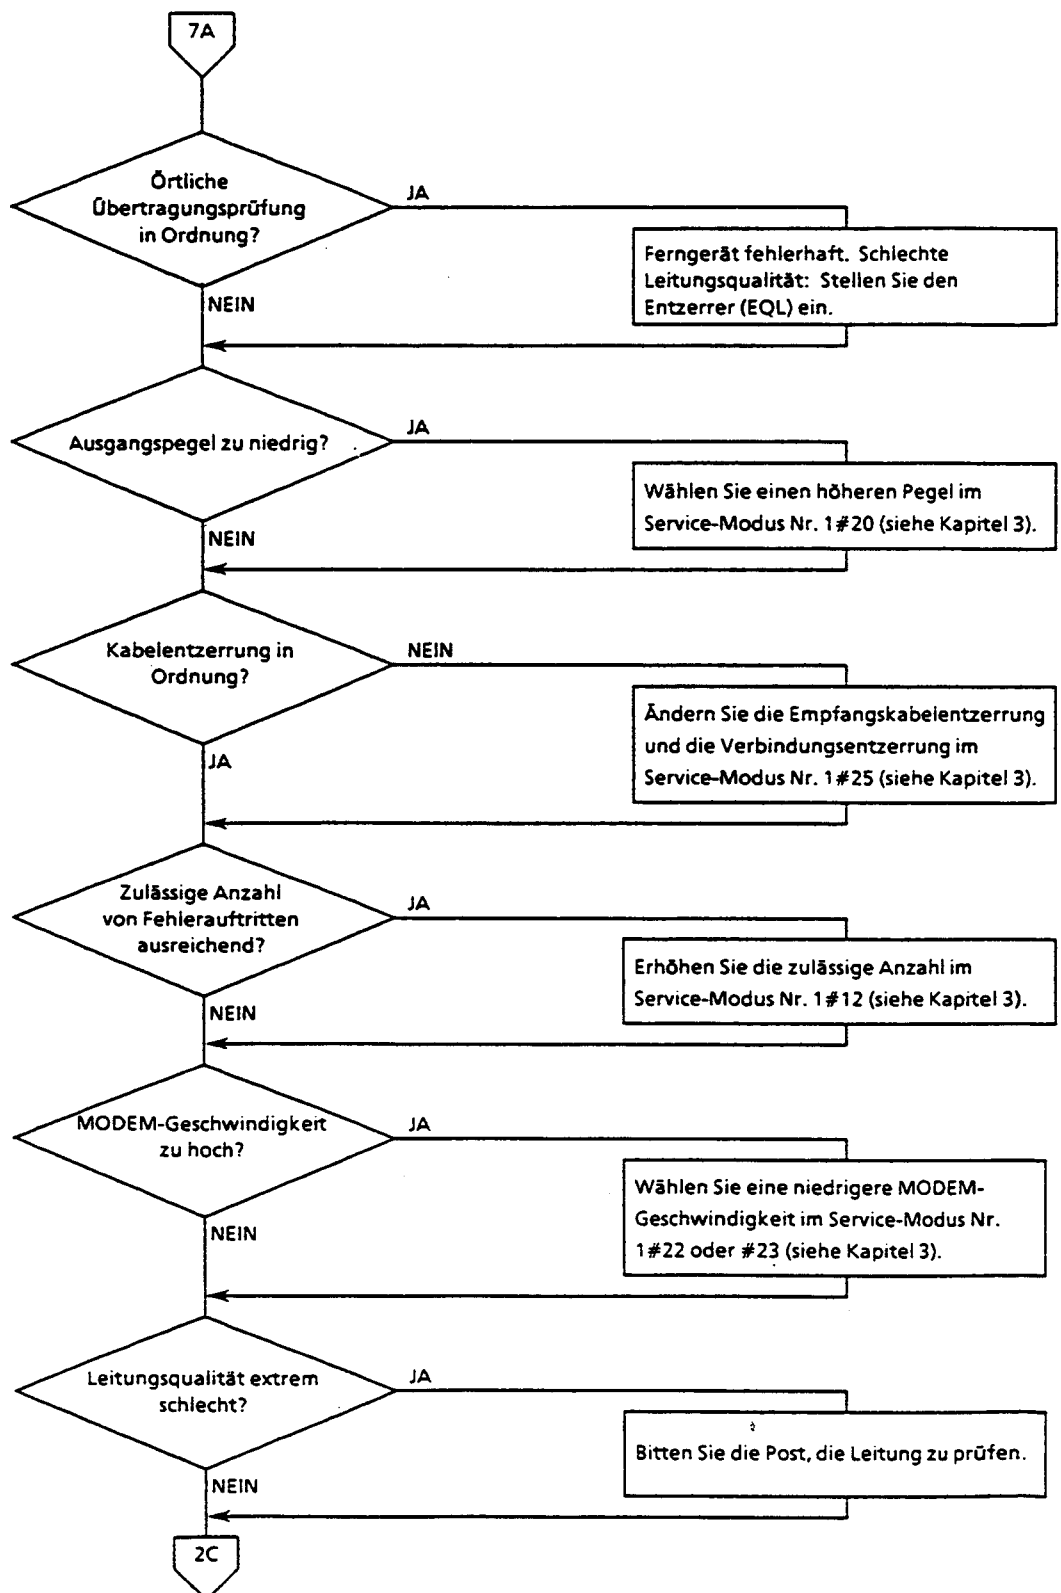 7A
Örtliche
Übertragungsprüfung
in Ordnung?
JA
Ferngerät fehlerhaft. Schlechte
Leitungsqualität: Stellen Sie den
Entzerrer (EQL) ein.
NEIN
Ausgangspegel zu niedrig?
JA
Wählen Sie einen höheren Pegel im
Service-Modus Nr. 1#20 (siehe Kapitel 3).
NEIN
Kabelentzerrung in
Ordnung?
NEIN
Ändern Sie die Empfangskabelentzerrung
und die Verbindungsentzerrung im
Service-Modus Nr. 1#25 (siehe Kapitel 3).
JA
Zulässige Anzahl
von Fehlerauftritten
ausreichend?
JA
Erhöhen Sie die zulässige Anzahl im
Service-Modus Nr. 1#12 (siehe Kapitel 3).
NEIN
MODEM-Geschwindigkeit
zu hoch?
JA
Wählen Sie eine niedrigere MODEM-
Geschwindigkeit im Service-Modus Nr.
1#22 oder #23 (siehe Kapitel 3).
NEIN
Leitungsqualität extrem
schlecht?
JA
Bitten Sie die Post, die Leitung zu prüfen.
NEIN
2C